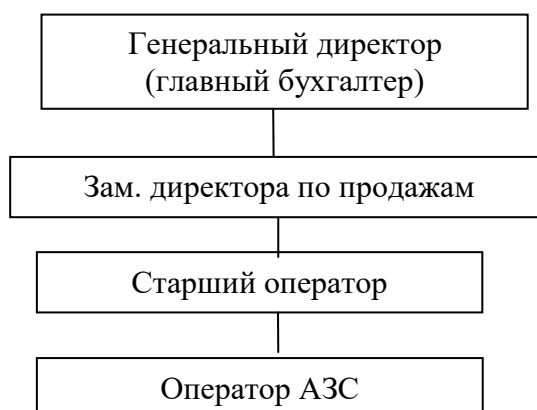 Генеральный директор
(главный бухгалтер)
Зам. директора по продажам
Старший оператор
Оператор АЗС